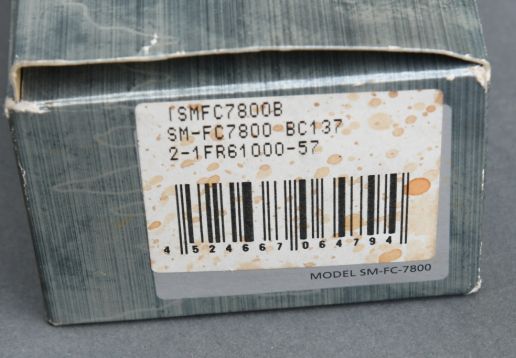 ISMFC7800B
SM-FC7800 BC137
2-1FR61000-57
4 524667 064794
MODEL SM-FC-7800